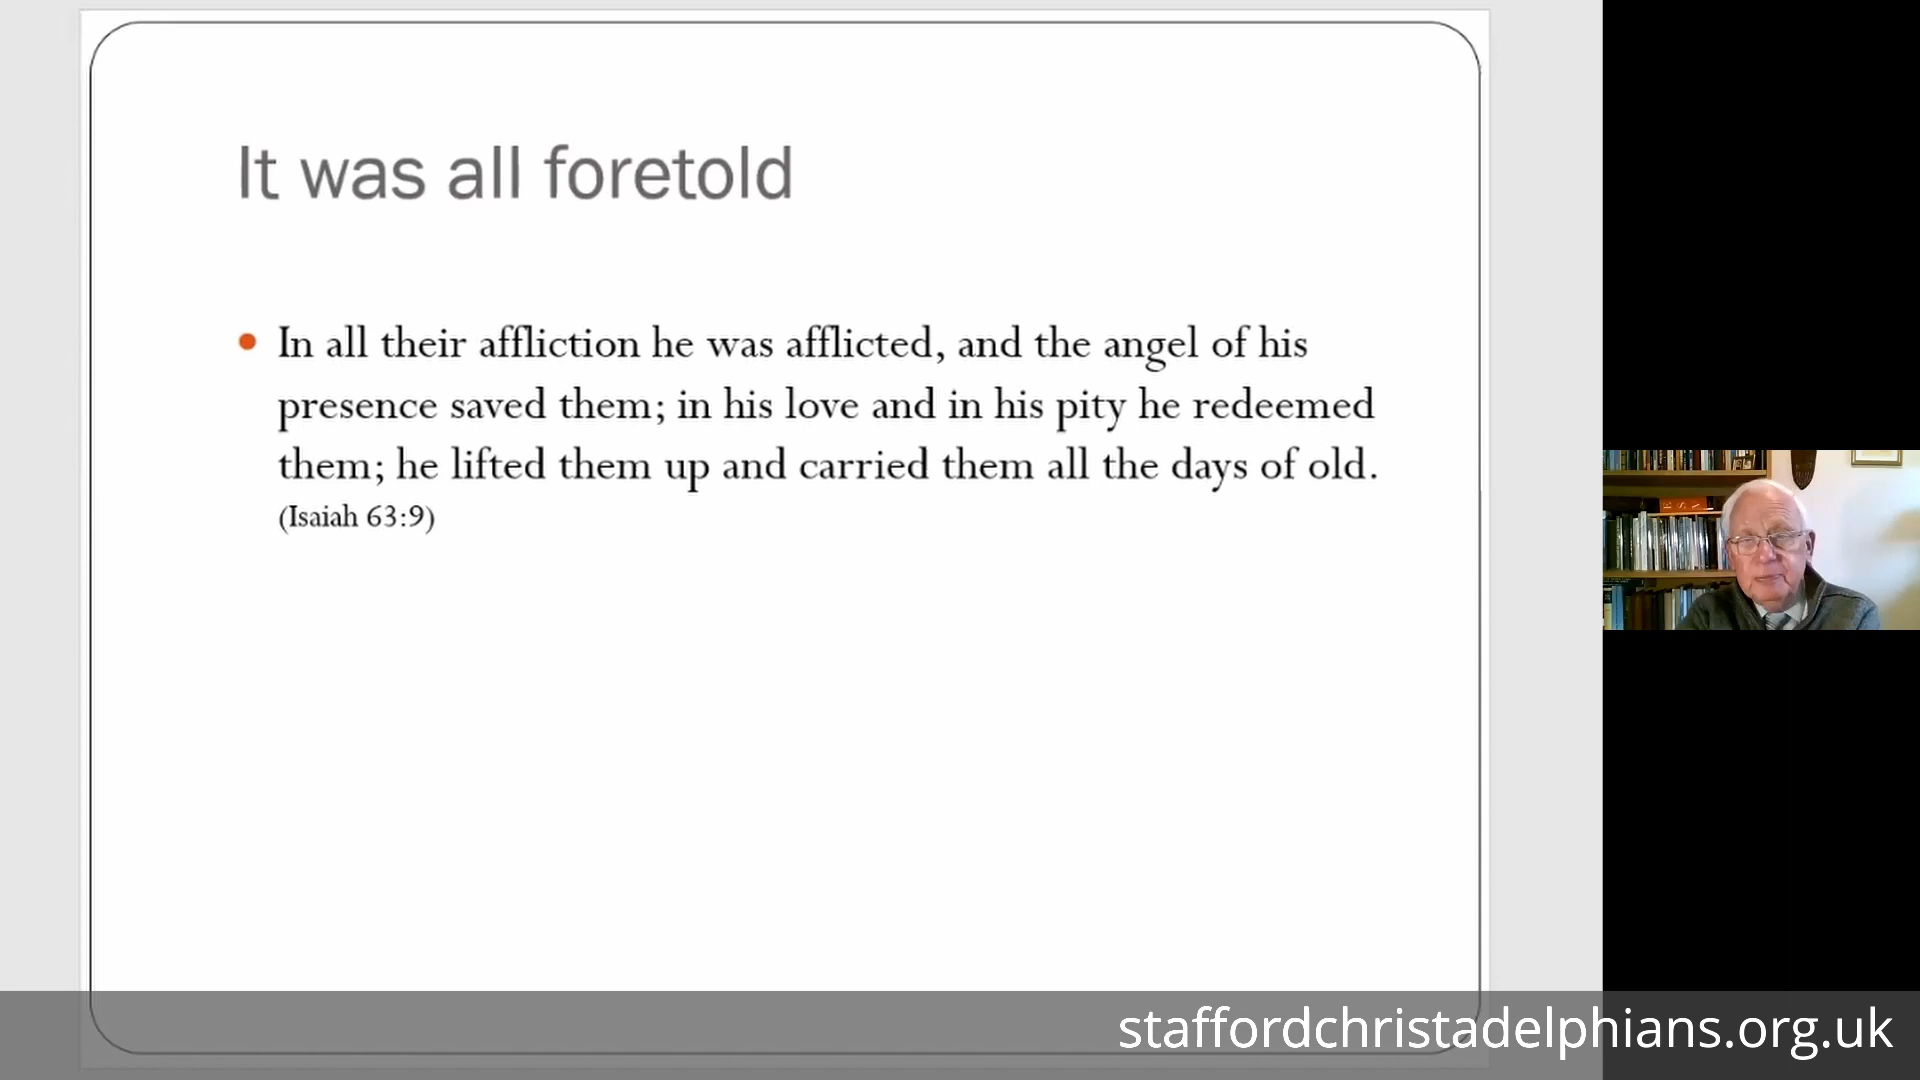 It was all foretold
In all their affliction he was afflicted, and the angel of his
presence saved them; in his love and in his pity he redeemed
them; he lifted them up and carried them all the days of old.
(Isaiah 63:9)
staffordchristadelphians.org.uk